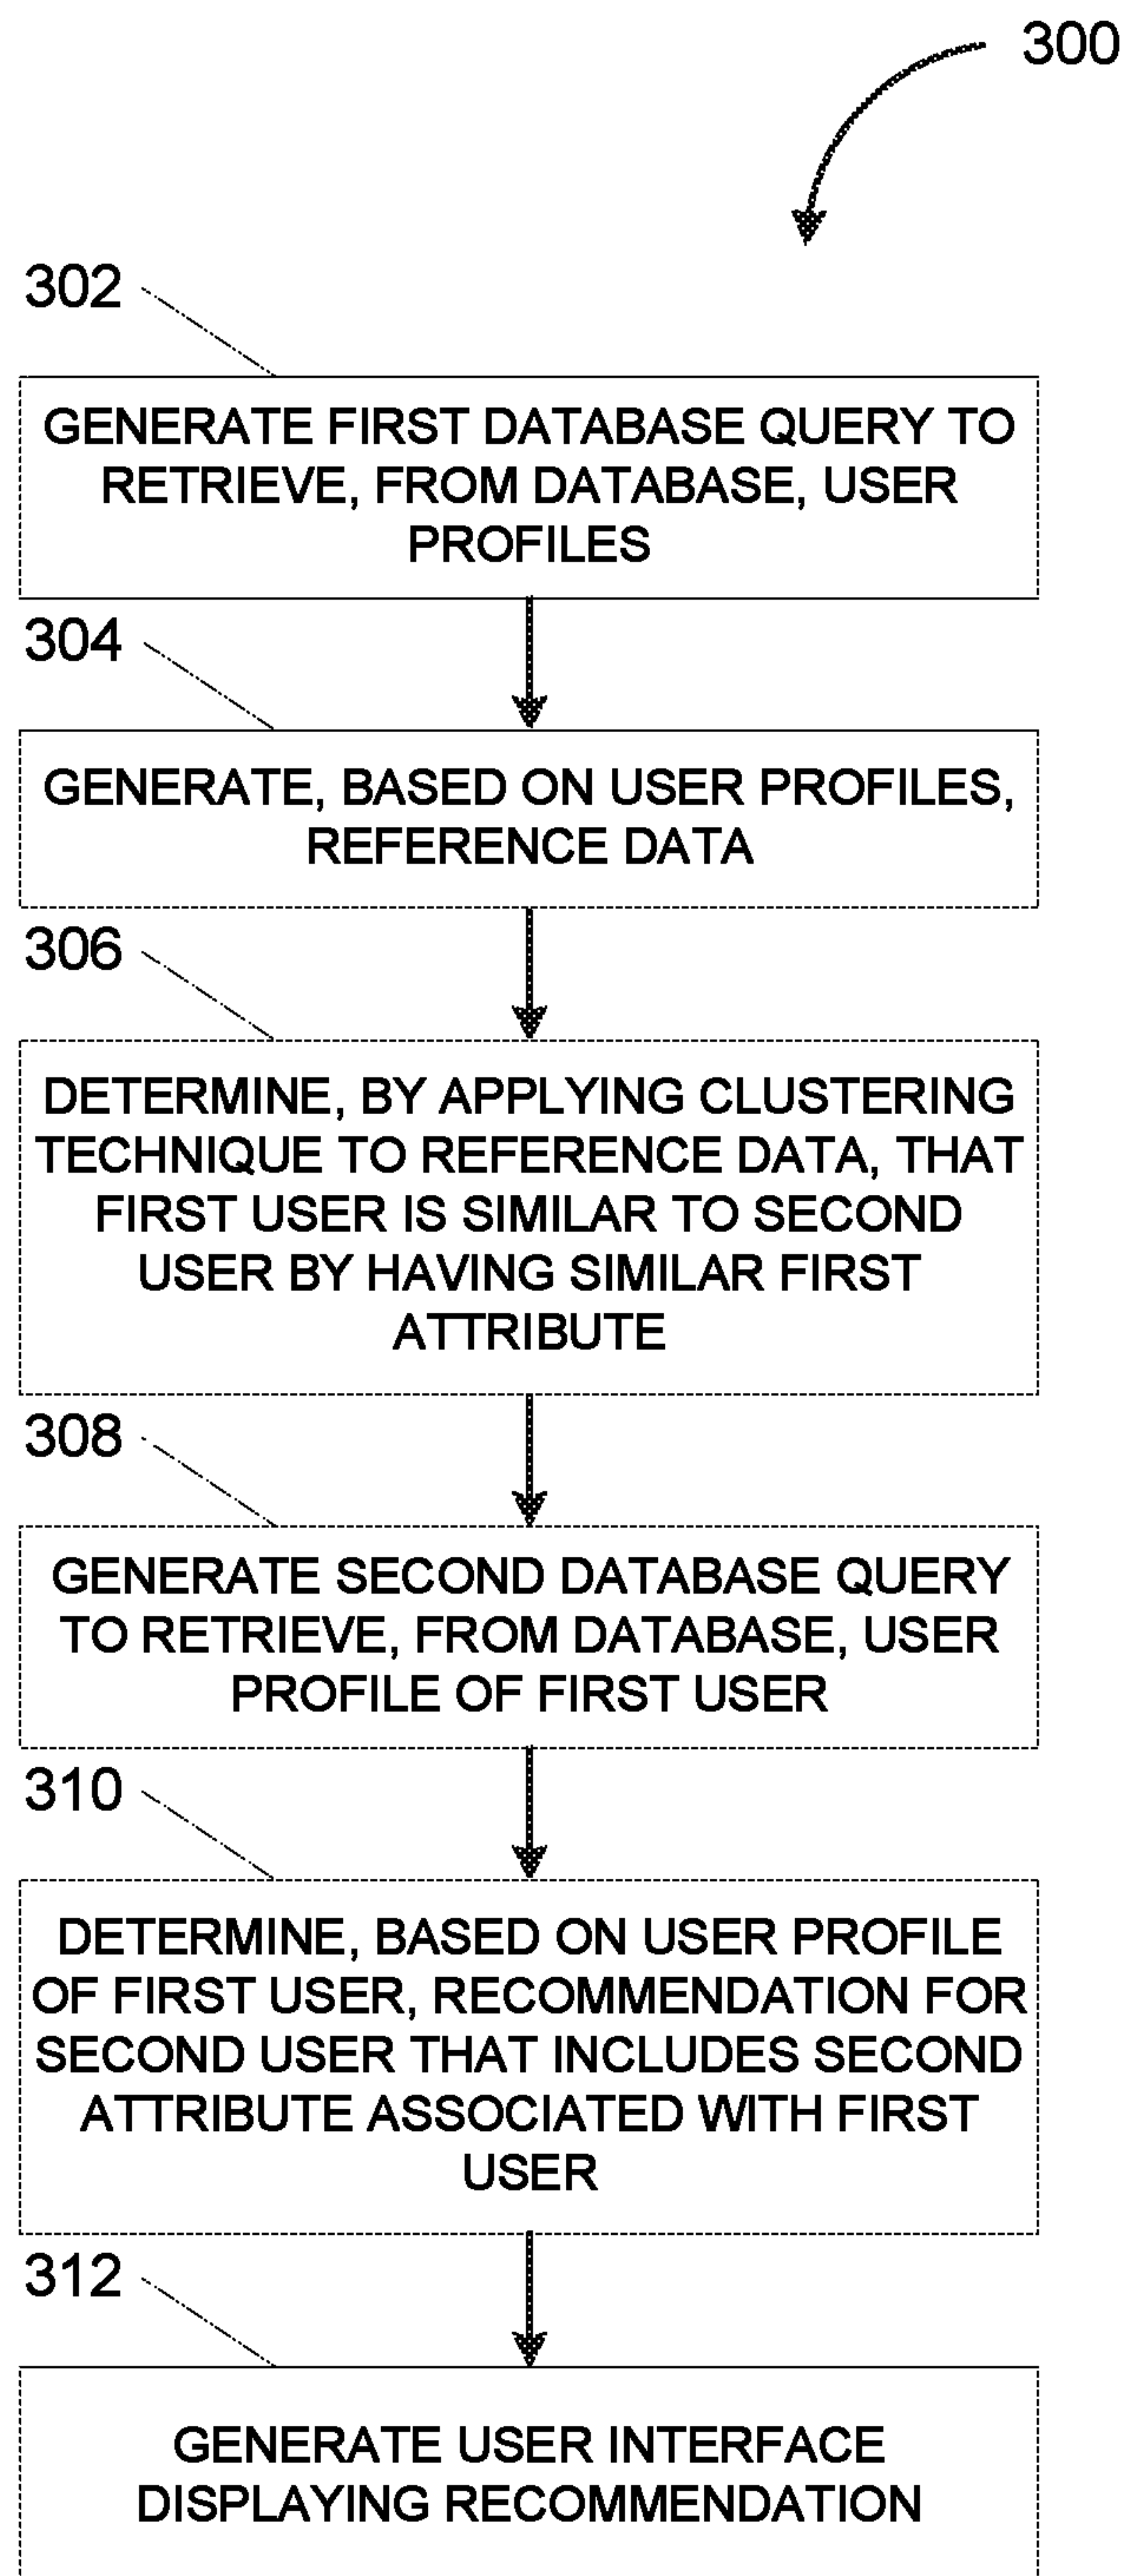 300
302
GENERATE FIRST DATABASE QUERY TO
RETRIEVE, FROM DATABASE, USER
PROFILES
304
GENERATE, BASED ON USER PROFILES,
REFERENCE DATA
306
DETERMINE, BY APPLYING CLUSTERING
TECHNIQUE TO REFERENCE DATA, THAT
FIRST USER IS SIMILAR TO SECOND
USER BY HAVING SIMILAR FIRST
ATTRIBUTE
308
GENERATE SECOND DATABASE QUERY
TO RETRIEVE, FROM DATABASE, USER
PROFILE OF FIRST USER
310
DETERMINE, BASED ON USER PROFILE
OF FIRST USER, RECOMMENDATION FOR
SECOND USER THAT INCLUDES SECOND
ATTRIBUTE ASSOCIATED WITH FIRST
USER
312
GENERATE USER INTERFACE
DISPLAYING RECOMMENDATION